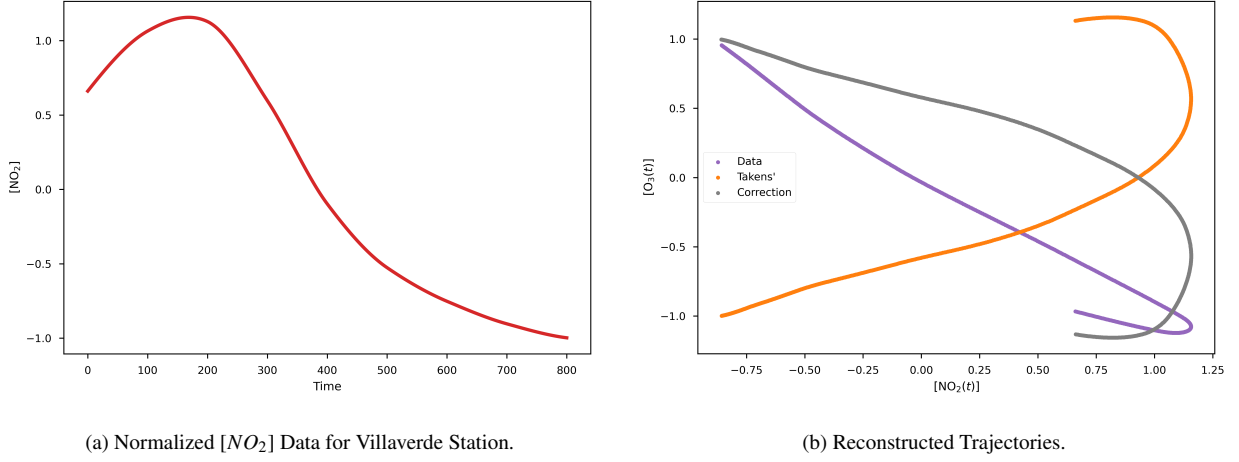 1.0
0.5
0.0
−0.5
−1.0
[NO₂]
0 100 200 300 400 500 600 700 800
Time
(a) Normalized [NO₂] Data for Villaverde Station.
1.0
0.5
0.0
−0.5
−1.0
[O₃(t)]
Data
Takens'
Correction
−0.75 −0.50 −0.25 0.00 0.25 0.50 0.75 1.00 1.25
[NO₂(t)]
(b) Reconstructed Trajectories.